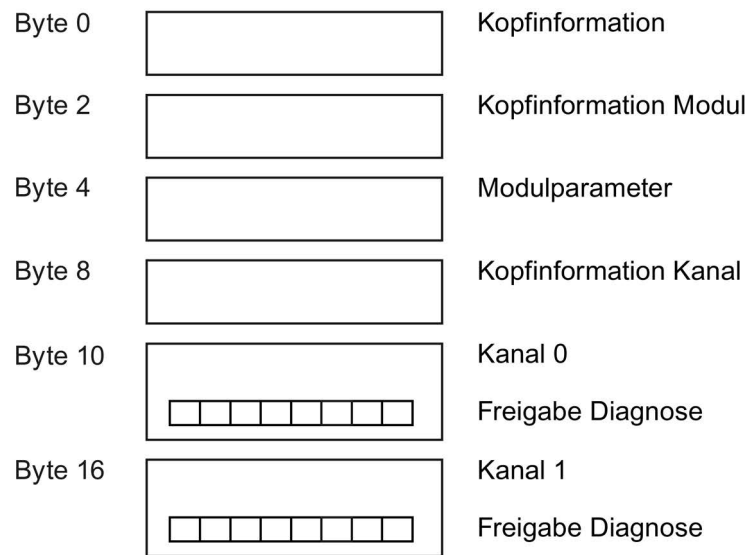 Byte 0 Kopfinformation
Byte 2 Kopfinformation Modul
Byte 4 Modulparameter
Byte 8 Kopfinformation Kanal
Byte 10 Kanal 0
Freigabe Diagnose
Byte 16 Kanal 1
Freigabe Diagnose